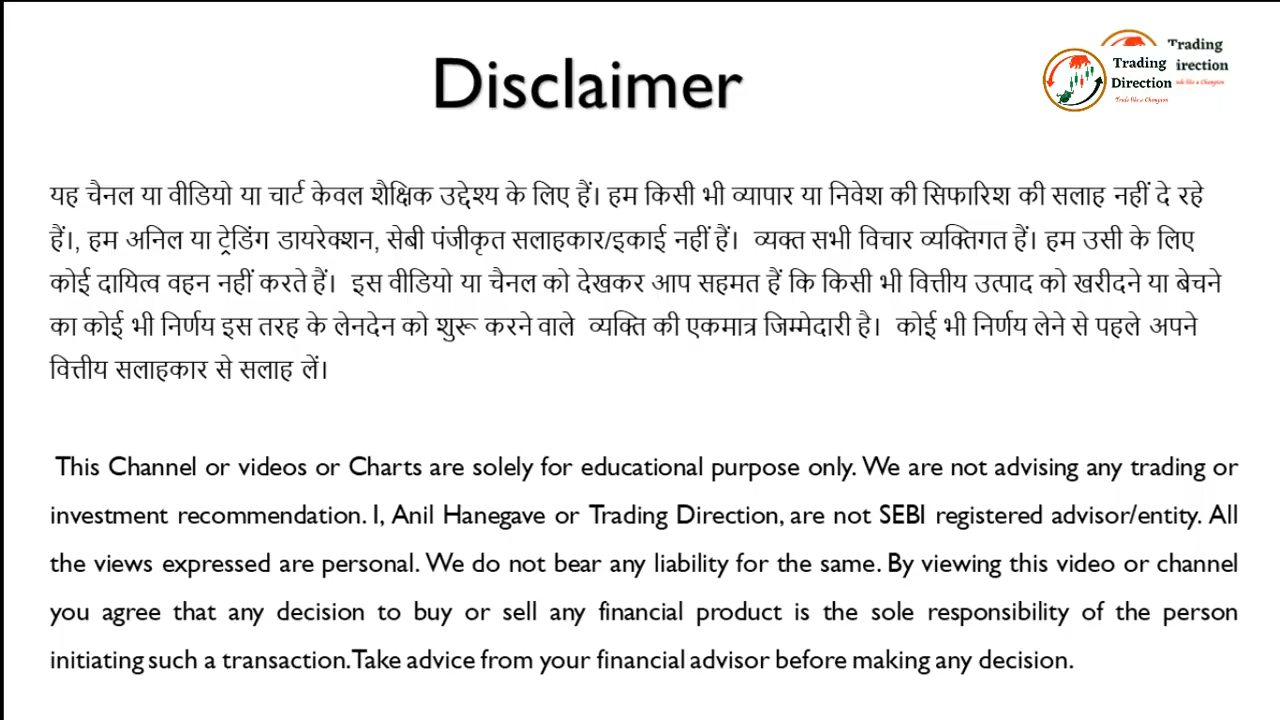 Disclaimer
Trading
irection
Trading
Direction
Trade like a Champion
यह चैनल या वीडियो या चार्ट केवल शैक्षिक उद्देश्य के लिए हैं। हम किसी भी व्यापार या निवेश की सिफारिश की सलाह नहीं दे रहे
हैं।, हम अनिल या ट्रेडिंग डायरेक्शन, सेबी पंजीकृत सलाहकार/इकाई नहीं हैं। व्यक्त सभी विचार व्यक्तिगत हैं। हम उसी के लिए
कोई दायित्व वहन नहीं करते हैं। इस वीडियो या चैनल को देखकर आप सहमत हैं कि किसी भी वित्तीय उत्पाद को खरीदने या बेचने
का कोई भी निर्णय इस तरह के लेनदेन को शुरू करने वाले व्यक्ति की एकमात्र जिम्मेदारी है। कोई भी निर्णय लेने से पहले अपने
वित्तीय सलाहकार से सलाह लें।
This Channel or videos or Charts are solely for educational purpose only. We are not advising any trading or
investment recommendation. I, Anil Hanegave or Trading Direction, are not SEBI registered advisor/entity. All
the views expressed are personal. We do not bear any liability for the same. By viewing this video or channel
you agree that any decision to buy or sell any financial product is the sole responsibility of the person
initiating such a transaction. Take advice from your financial advisor before making any decision.